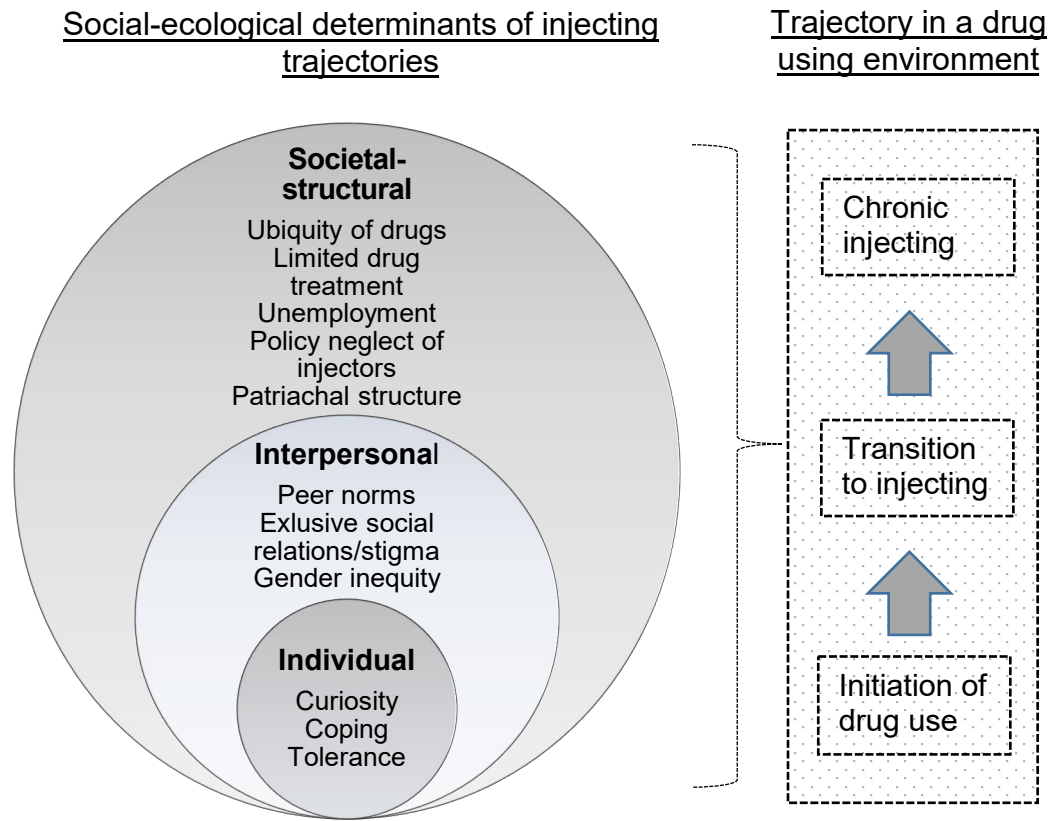 Social-ecological determinants of injecting
trajectories
Societal-
structural
Ubiquity of drugs
Limited drug
treatment
Unemployment
Policy neglect of
injectors
Patriachal structure
Interpersonal
Peer norms
Exlusive social
relations/stigma
Gender inequity
Individual
Curiosity
Coping
Tolerance
Trajectory in a drug
using environment
Chronic
injecting
Transition
to injecting
Initiation of
drug use